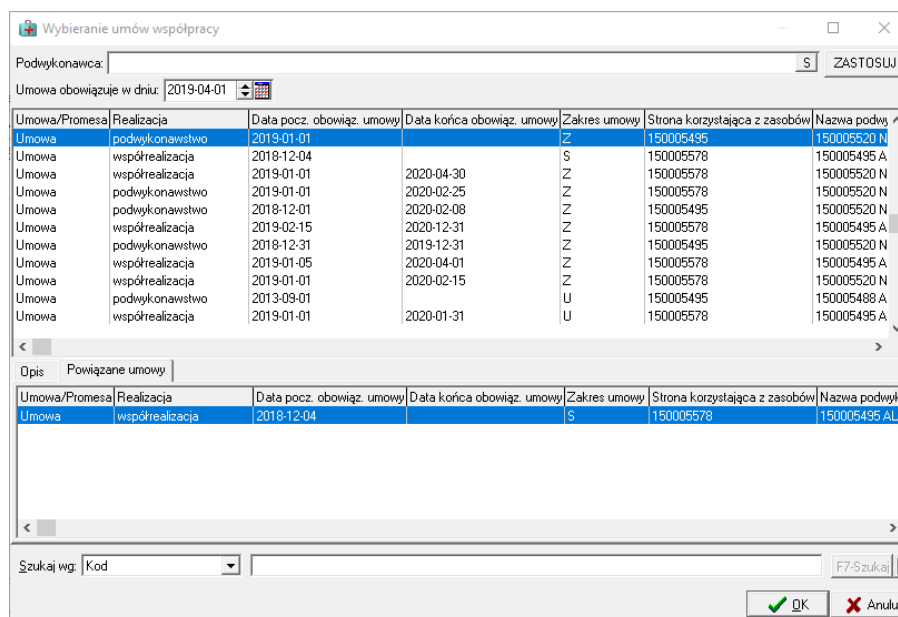 Wybieranie umów współpracy
Podwykonawca: S ZASTOSUJ
Umowa obowiązuje w dniu: 2019-04-01
Umowa/Promesa Realizacja Data pocz. obowiąz. umowy Data końca obowiąz. umowy Zakres umowy Strona korzystająca z zasobów Nazwa podwy
Umowa podwykonawstwo 2019-01-01 Z 150005495 150005520 N
Umowa współrealizacja 2018-12-04 S 150005578 150005495 A
Umowa współrealizacja 2019-01-01 2020-04-30 Z 150005578 150005520 N
Umowa podwykonawstwo 2019-01-01 2020-02-25 Z 150005578 150005520 N
Umowa podwykonawstwo 2018-12-01 2020-02-08 Z 150005495 150005520 N
Umowa współrealizacja 2019-02-15 2020-12-31 Z 150005578 150005495 A
Umowa podwykonawstwo 2018-12-31 2019-12-31 Z 150005495 150005520 N
Umowa współrealizacja 2019-01-05 2020-04-01 Z 150005578 150005495 A
Umowa współrealizacja 2019-01-01 2020-02-15 Z 150005578 150005520 N
Umowa podwykonawstwo 2013-09-01 U 150005495 150005488 A
Umowa współrealizacja 2019-01-01 2020-01-31 U 150005578 150005495 A
Opis Powiązane umowy
Umowa/Promesa Realizacja Data pocz. obowiąz. umowy Data końca obowiąz. umowy Zakres umowy Strona korzystająca z zasobów Nazwa podwyk
Umowa współrealizacja 2018-12-04 S 150005578 150005495 AL
Szukaj wg: Kod F7-Szukaj
OK Anulu